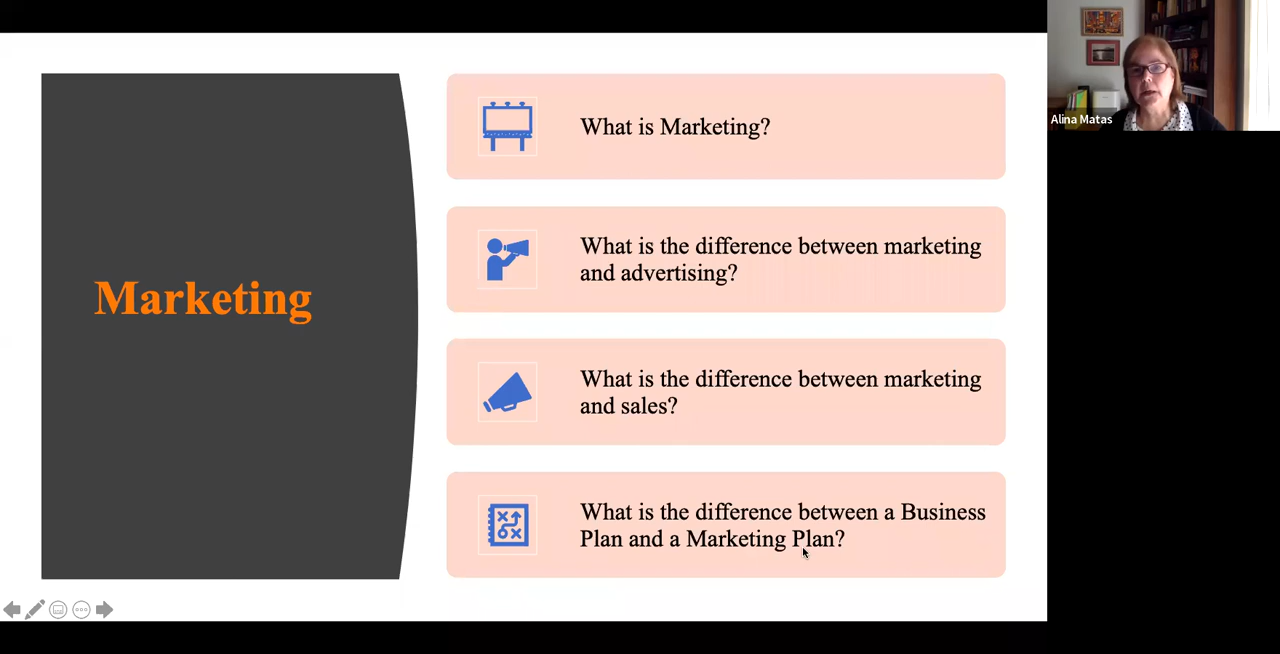 Marketing
What is Marketing?
What is the difference between marketing
and advertising?
What is the difference between marketing
and sales?
What is the difference between a Business
Plan and a Marketing Plan?
Alina Matas